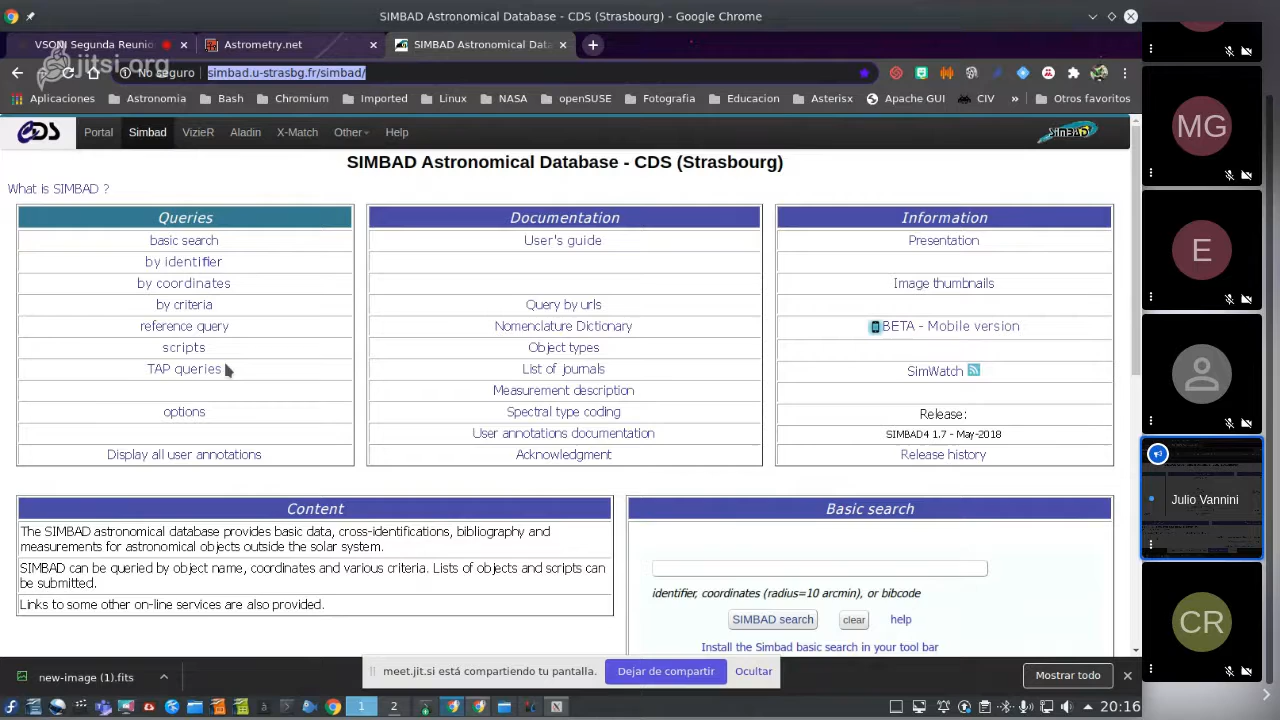 SIMBAD Astronomical Database - CDS (Strasbourg) - Google Chrome
VSONI Segunda Reunio
Astrometry.net
SIMBAD Astronomical Data
jitsi.org
No seguro
simbad.u-strasbg.fr/simbad/
Aplicaciones
Astronomia
Bash
Chromium
Imported
Linux
NASA
openSUSE
Fotografia
Educacion
Asterisx
Apache GUI
CIV
»
Otros favoritos
CDS
Portal
Simbad
VizieR
Aladin
X-Match
Other
Help
SIMBAD Astronomical Database - CDS (Strasbourg)
What is SIMBAD ?
Queries
basic search
by identifier
by coordinates
by criteria
reference query
scripts
TAP queries
options
Display all user annotations
Documentation
User's guide
Query by urls
Nomenclature Dictionary
Object types
List of journals
Measurement description
Spectral type coding
User annotations documentation
Acknowledgment
Information
Presentation
Image thumbnails
BETA - Mobile version
SimWatch
Release:
SIMBAD4 1.7 - May-2018
Release history
Content
The SIMBAD astronomical database provides basic data, cross-identifications, bibliography and
measurements for astronomical objects outside the solar system.
SIMBAD can be queried by object name, coordinates and various criteria. Lists of objects and scripts can
be submitted.
Links to some other on-line services are also provided.
Basic search
identifier, coordinates (radius=10 arcmin), or bibcode
SIMBAD search
clear
help
Install the Simbad basic search in your tool bar
new-image (1).fits
meet.jit.si está compartiendo tu pantalla.
Dejar de compartir
Ocultar
Mostrar todo
1
2
20:16
MG
E
Julio Vannini
CR